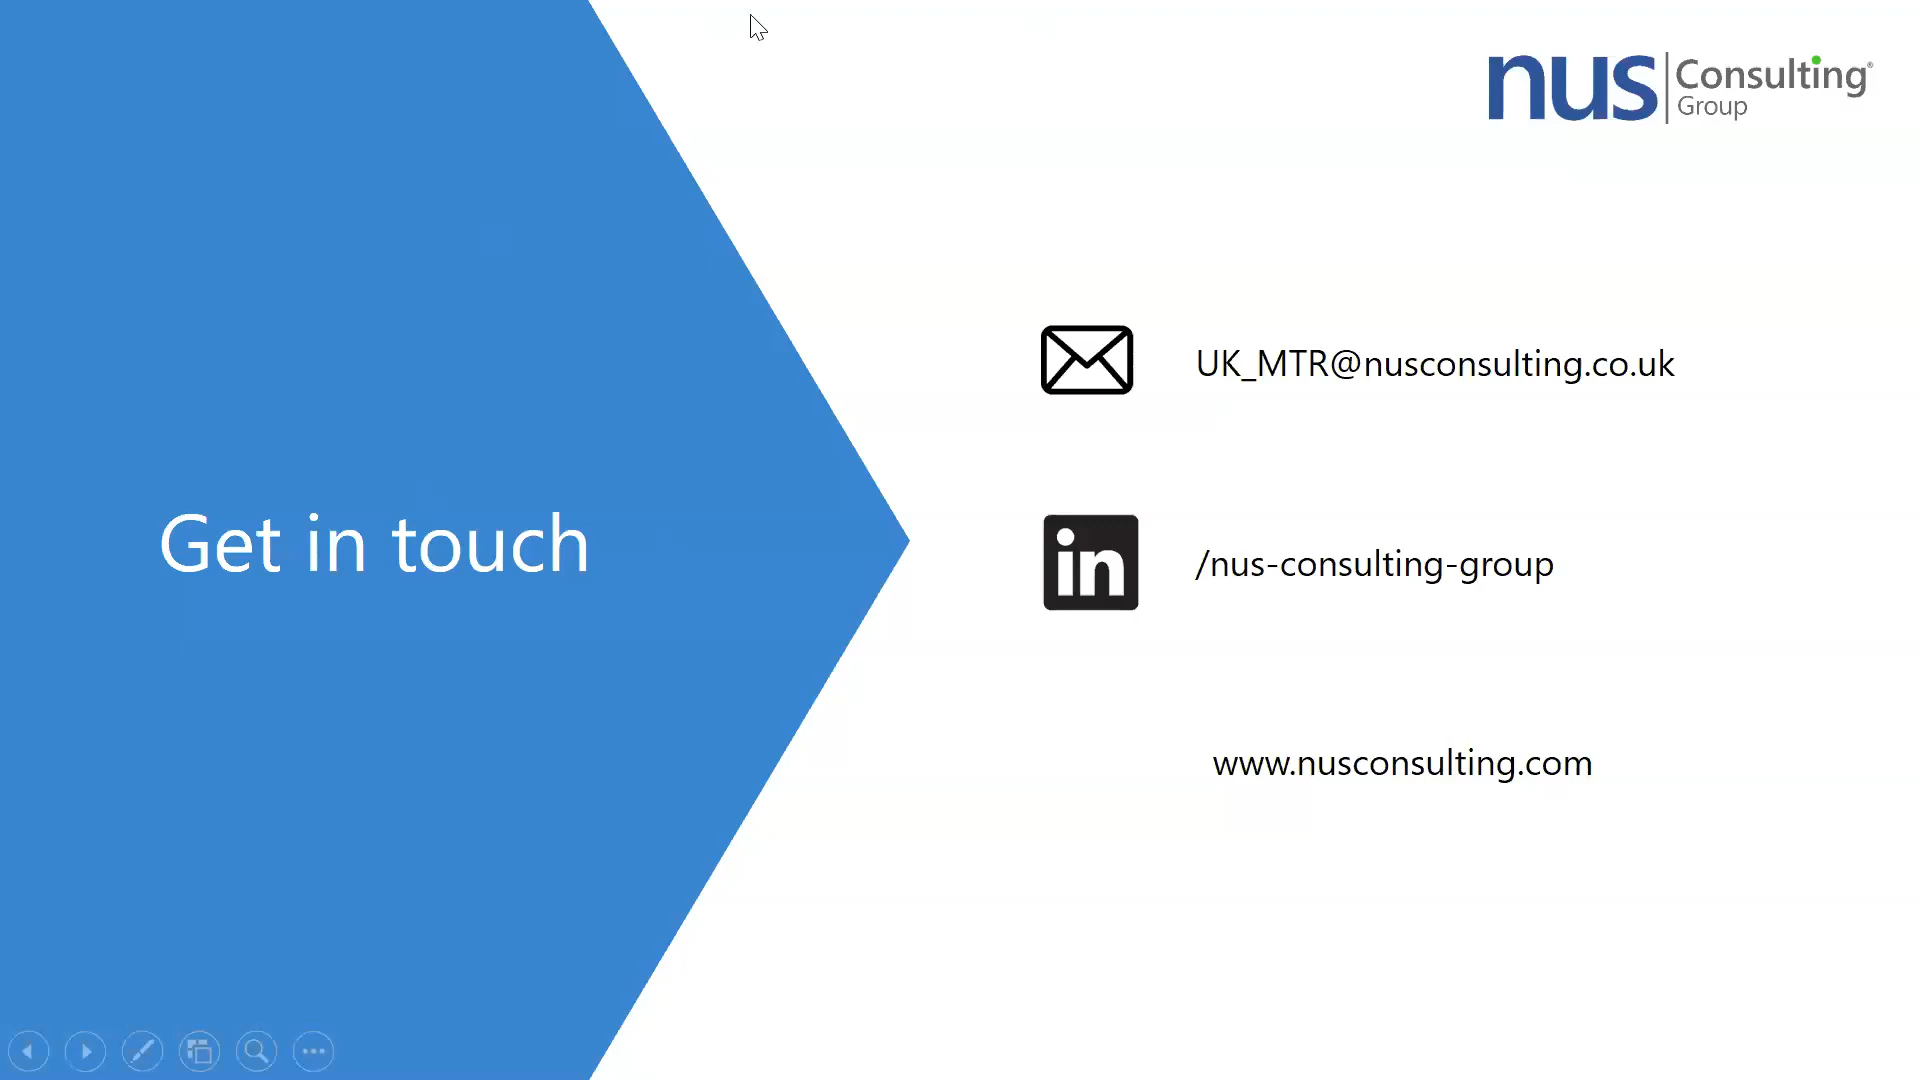 nus Consulting®
Group
UK_MTR@nusconsulting.co.uk
Get in touch
in
/nus-consulting-group
www.nusconsulting.com